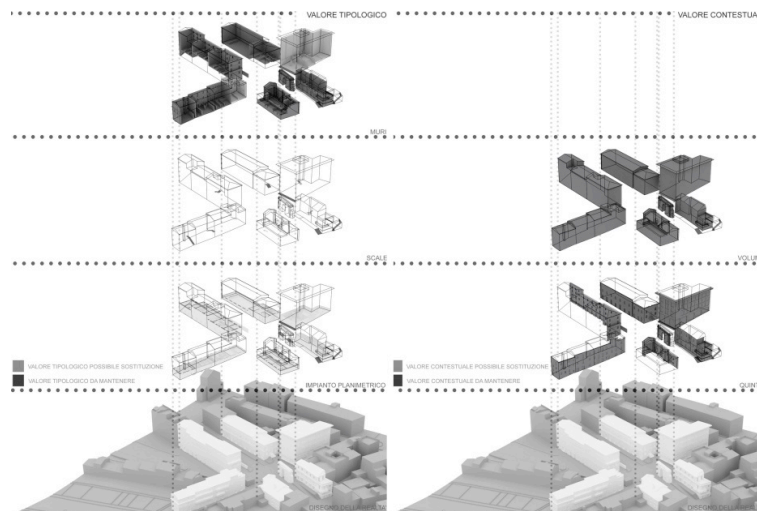 VALORE TIPOLOGICO
MURI
SCALE
VALORE TIPOLOGICO POSSIBILE SOSTITUZIONE
VALORE TIPOLOGICO DA MANTENERE
IMPIANTO PLANIMETRICO
VALORE CONTESTUA
VOLUM
VALORE CONTESTUALE POSSIBILE SOSTITUZIONE
VALORE CONTESTUALE DA MANTENERE
QUINT